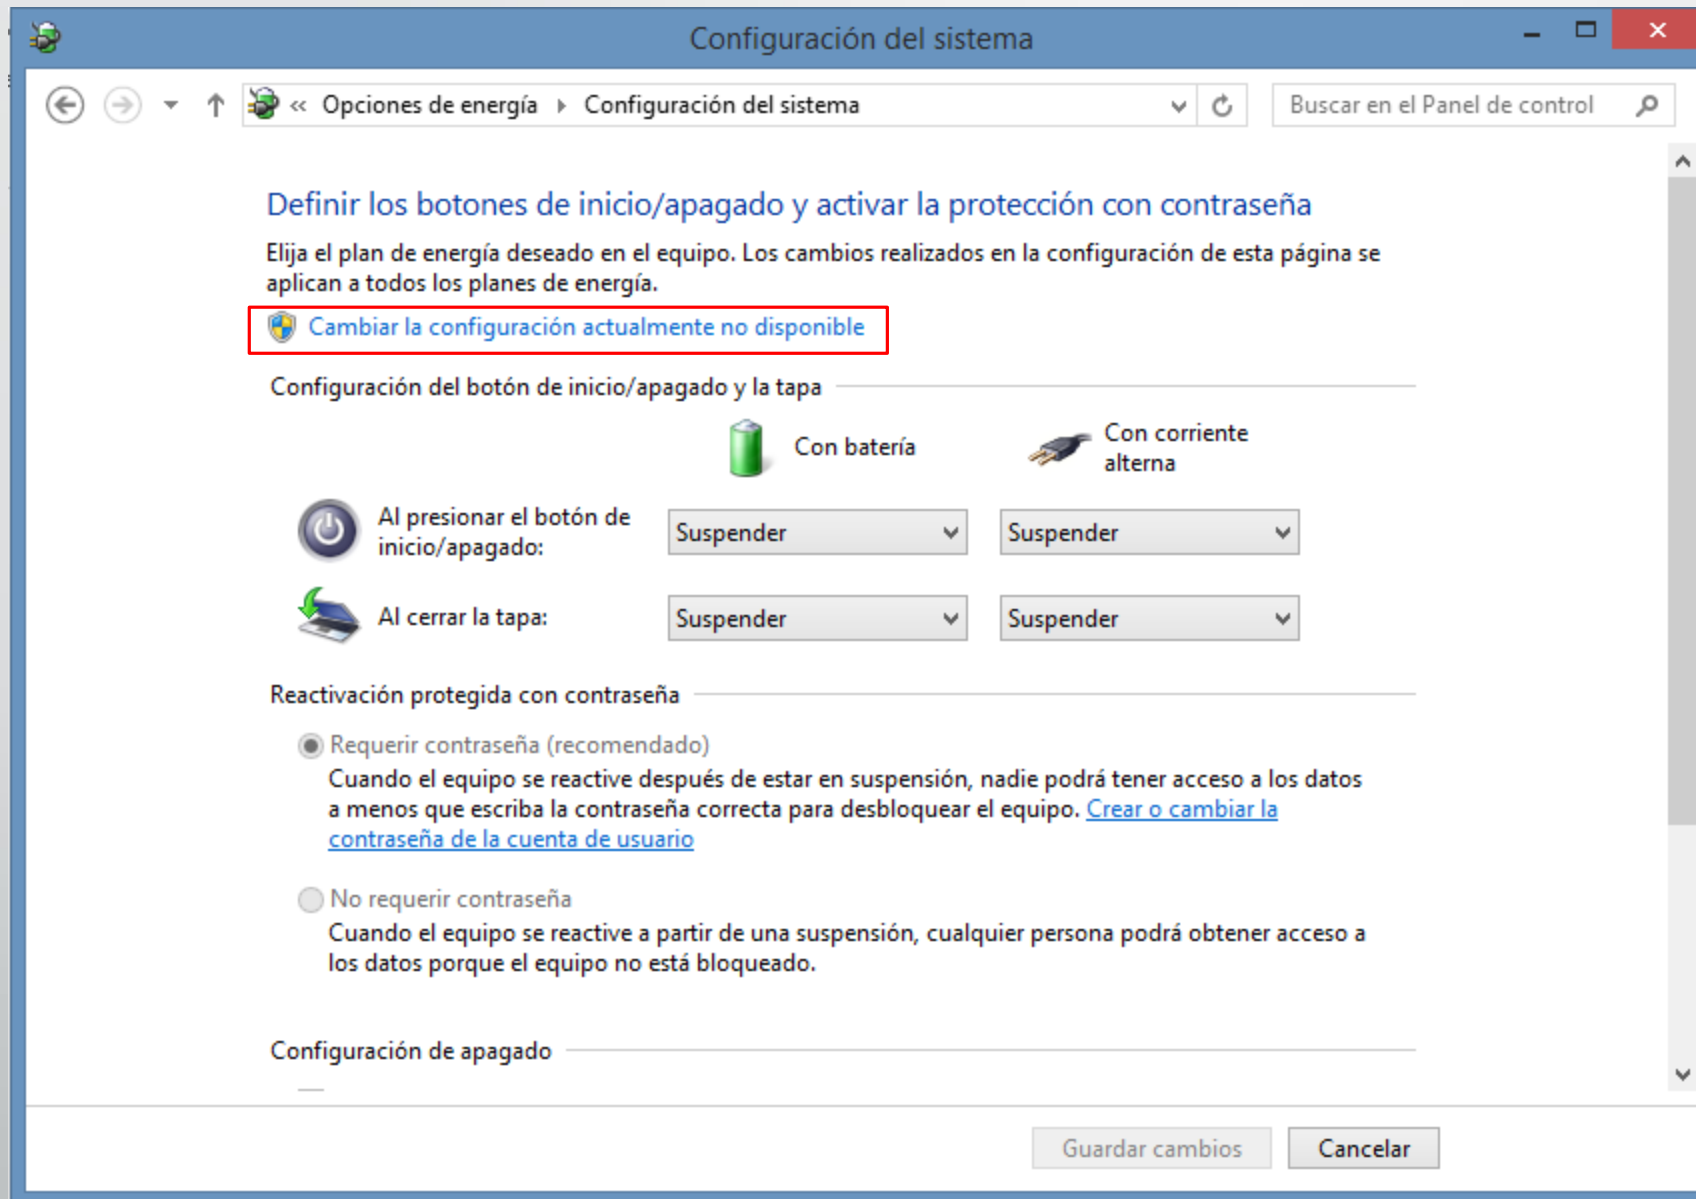 Configuración del sistema
« Opciones de energía Configuración del sistema
Buscar en el Panel de control
Definir los botones de inicio/apagado y activar la protección con contraseña
Elija el plan de energía deseado en el equipo. Los cambios realizados en la configuración de esta página se
aplican a todos los planes de energía.
Cambiar la configuración actualmente no disponible
Configuración del botón de inicio/apagado y la tapa
Con batería
Con corriente
alterna
Al presionar el botón de
inicio/apagado:
Suspender
Suspender
Al cerrar la tapa:
Suspender
Suspender
Reactivación protegida con contraseña
Requerir contraseña (recomendado)
Cuando el equipo se reactive después de estar en suspensión, nadie podrá tener acceso a los datos
a menos que escriba la contraseña correcta para desbloquear el equipo. Crear o cambiar la
contraseña de la cuenta de usuario
No requerir contraseña
Cuando el equipo se reactive a partir de una suspensión, cualquier persona podrá obtener acceso a
los datos porque el equipo no está bloqueado.
Configuración de apagado
Guardar cambios
Cancelar